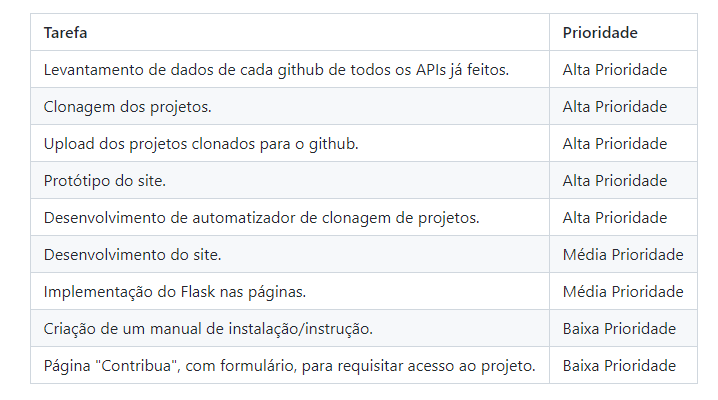 Tarefa Prioridade
Levantamento de dados de cada github de todos os APIs já feitos. Alta Prioridade
Clonagem dos projetos. Alta Prioridade
Upload dos projetos clonados para o github. Alta Prioridade
Protótipo do site. Alta Prioridade
Desenvolvimento de automatizador de clonagem de projetos. Alta Prioridade
Desenvolvimento do site. Média Prioridade
Implementação do Flask nas páginas. Média Prioridade
Criação de um manual de instalação/instrução. Baixa Prioridade
Página "Contribua", com formulário, para requisitar acesso ao projeto. Baixa Prioridade